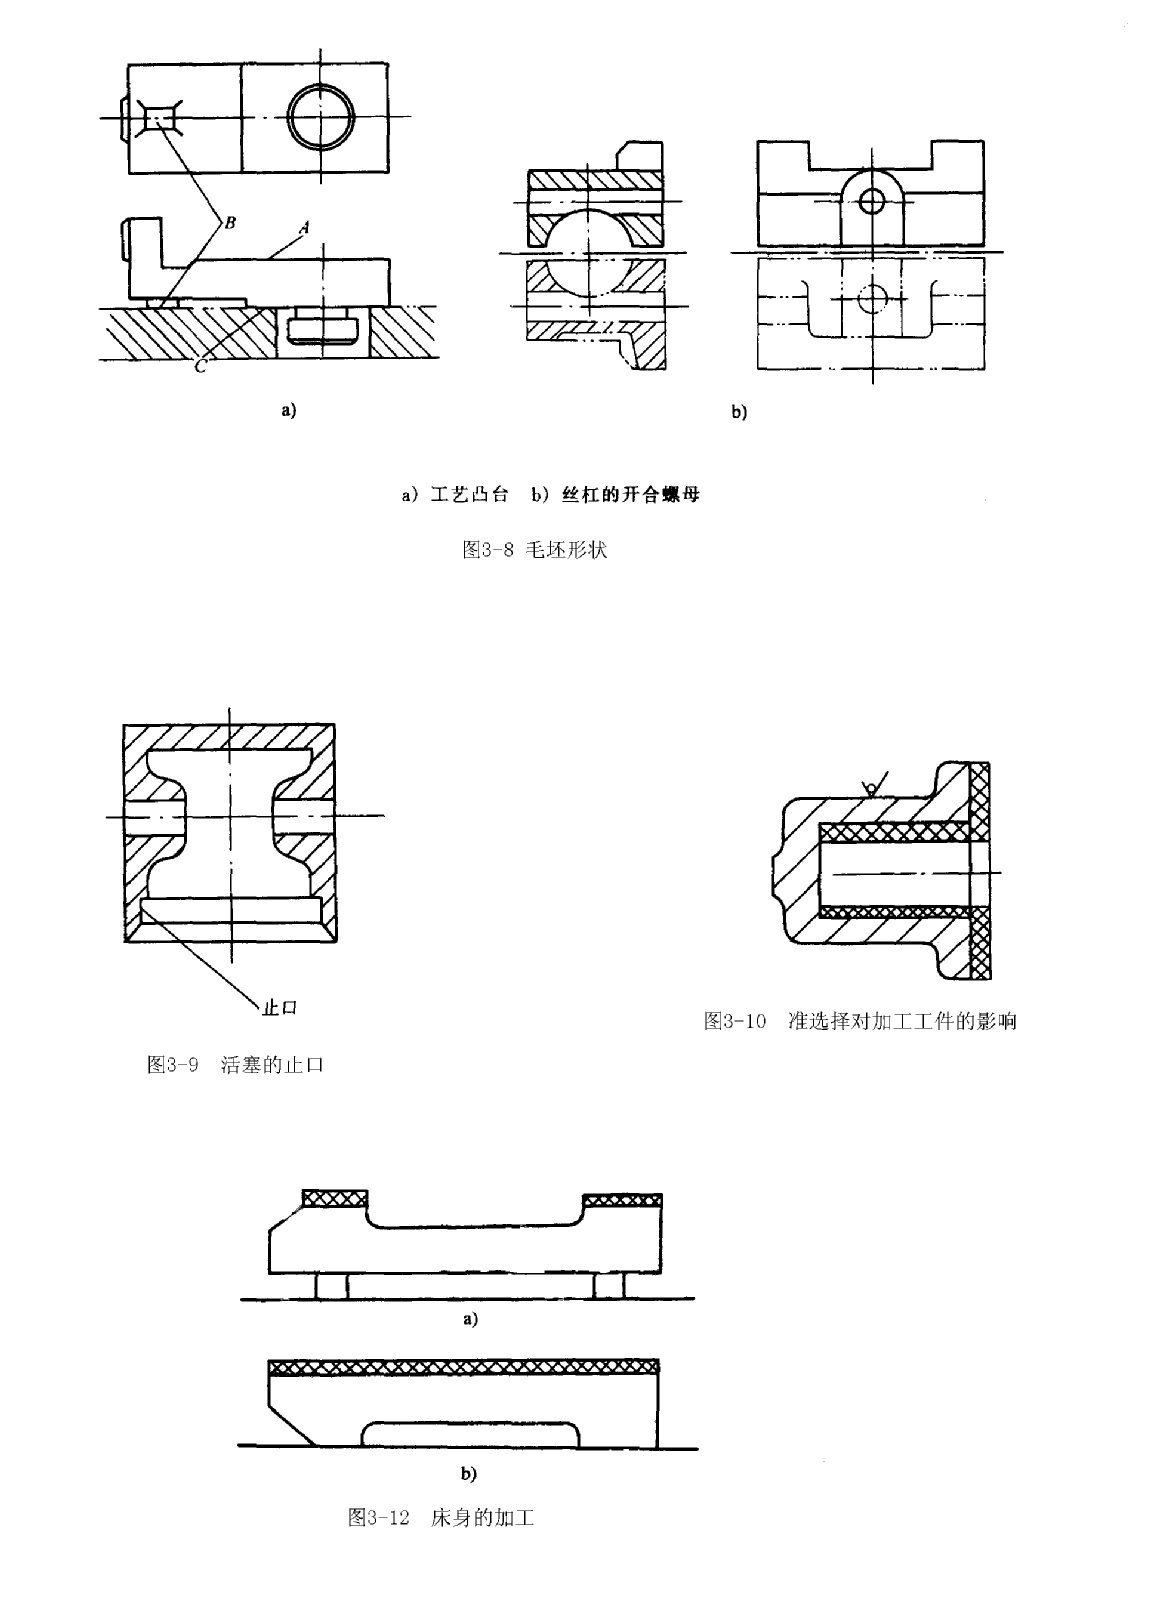 B
A
C
a)
b)
a) 工艺凸台 b) 丝杠的开合螺母
图3-8 毛坯形状
止口
图3-9 活塞的止口
图3-10 准选择对加工工件的影响
a)
b)
图3-12 床身的加工